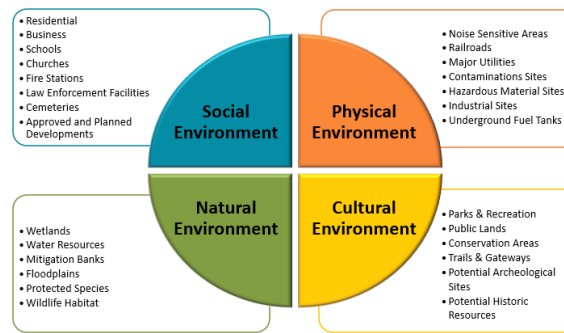 Residential
Business
Schools
Churches
Fire Stations
Law Enforcement Facilities
Cemeteries
Approved and Planned
Developments
Social
Environment
Physical
Environment
Noise Sensitive Areas
Railroads
Major Utilities
Contaminations Sites
Hazardous Material Sites
Industrial Sites
Underground Fuel Tanks
Wetlands
Water Resources
Mitigation Banks
Floodplains
Protected Species
Wildlife Habitat
Natural
Environment
Cultural
Environment
Parks & Recreation
Public Lands
Conservation Areas
Trails & Gateways
Potential Archeological
Sites
Potential Historic
Resources